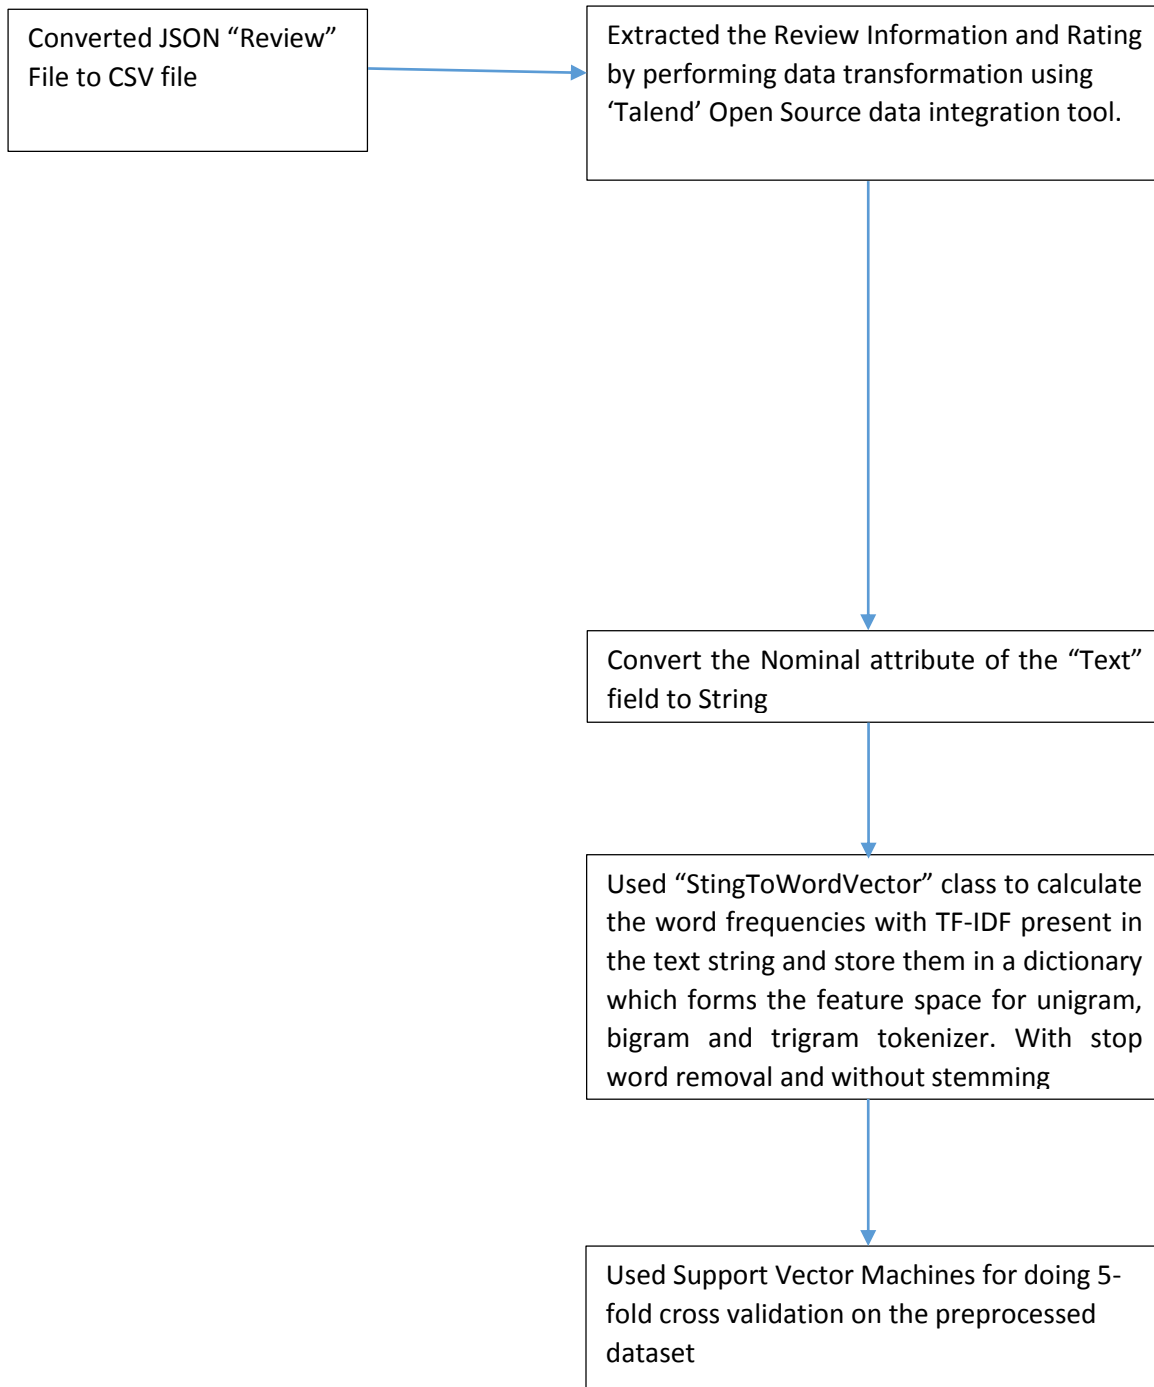 Converted JSON “Review”
File to CSV file
Extracted the Review Information and Rating
by performing data transformation using
‘Talend’ Open Source data integration tool.
Convert the Nominal attribute of the “Text”
field to String
Used “StingToWordVector” class to calculate
the word frequencies with TF-IDF present in
the text string and store them in a dictionary
which forms the feature space for unigram,
bigram and trigram tokenizer. With stop
word removal and without stemming
Used Support Vector Machines for doing 5-
fold cross validation on the preprocessed
dataset